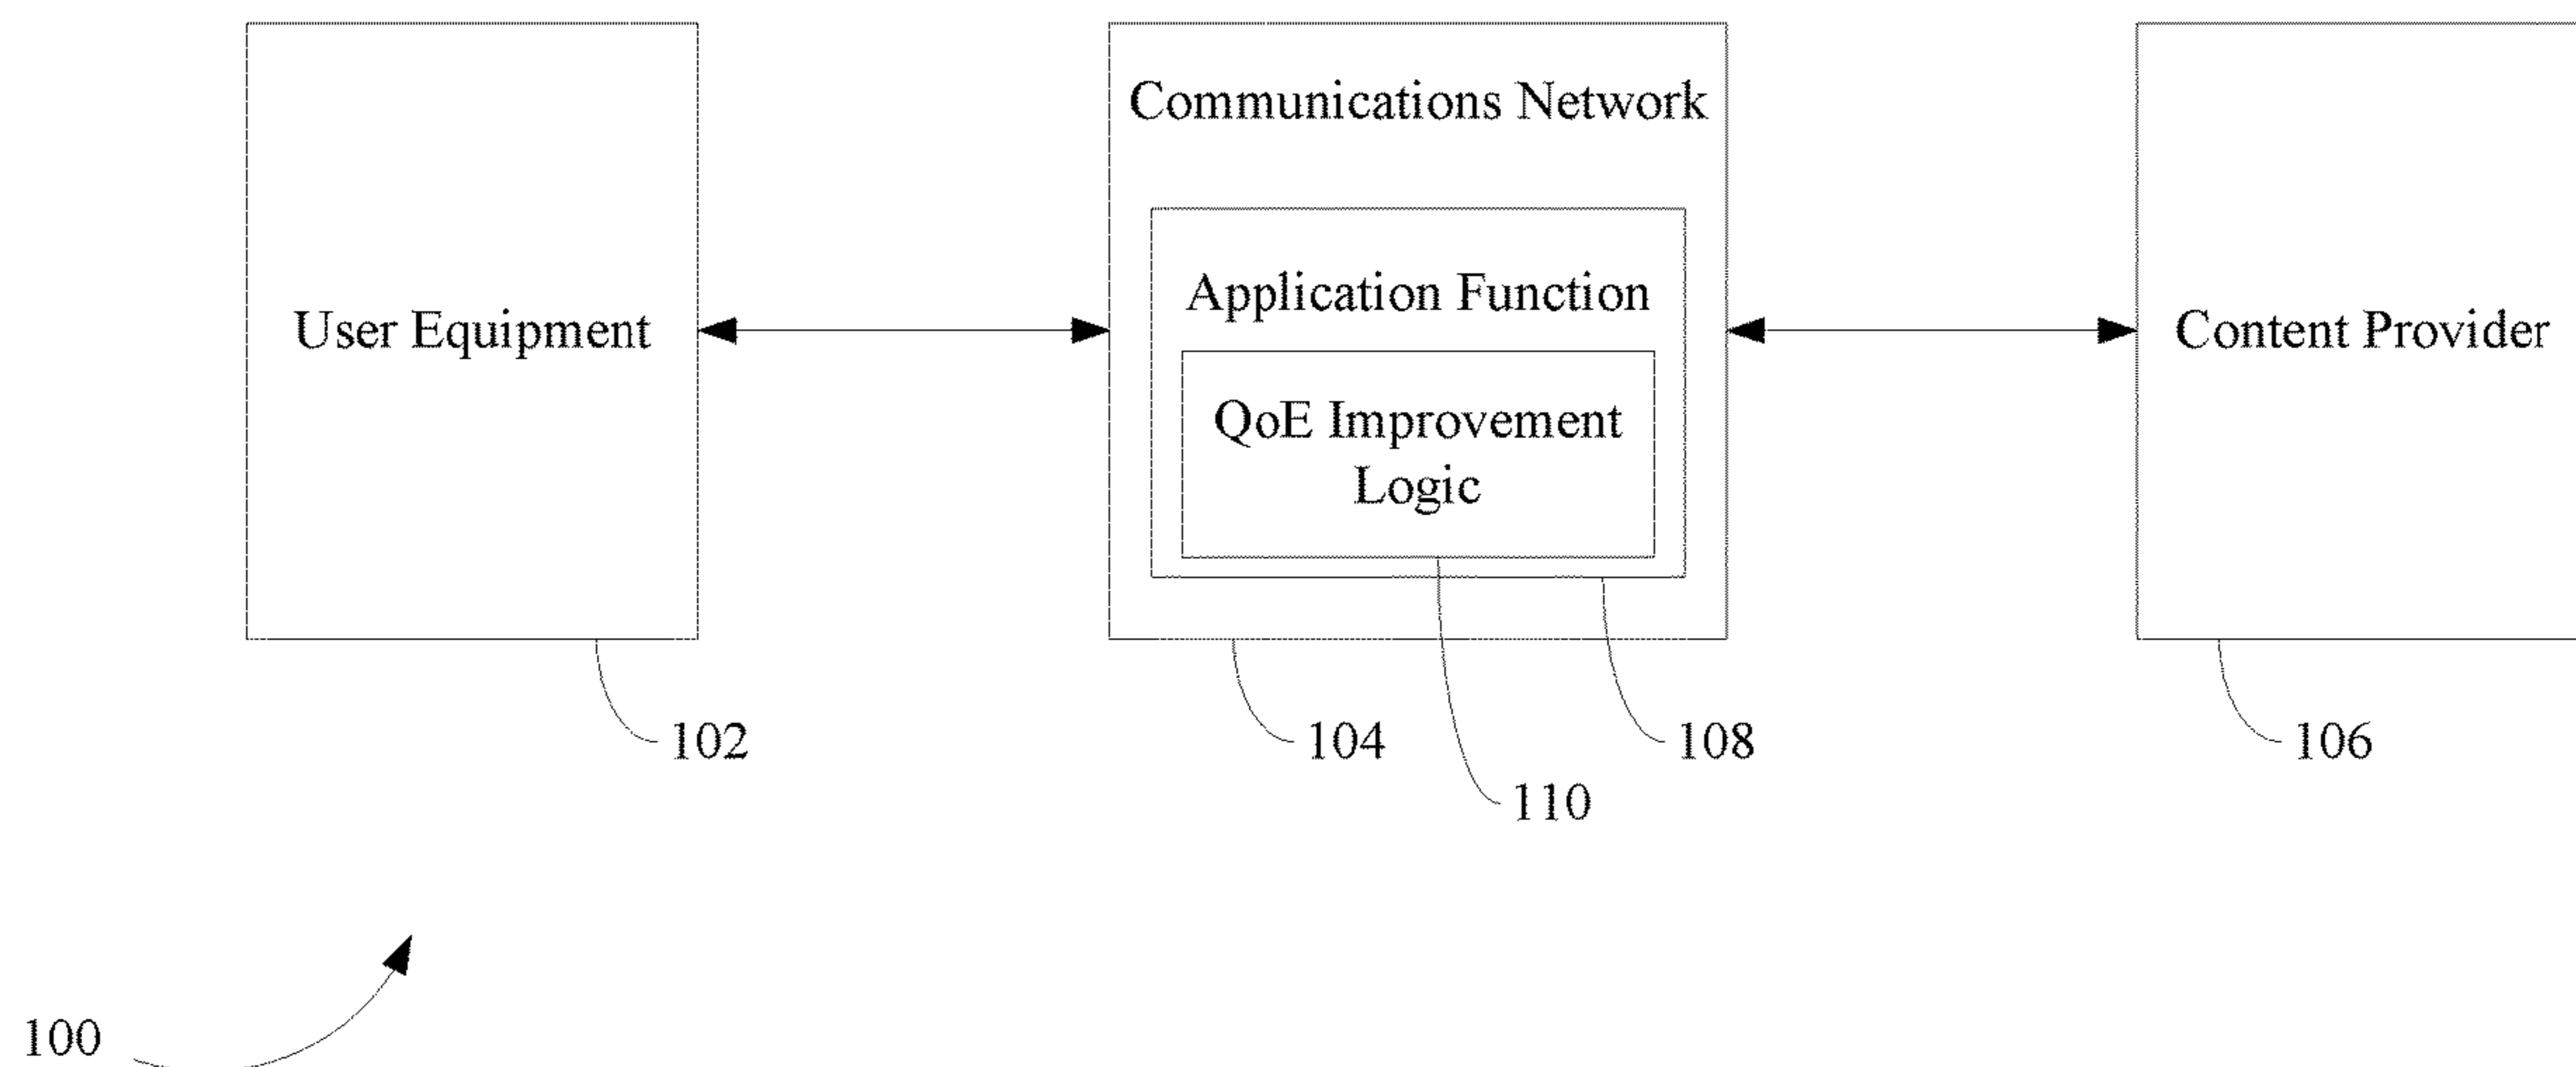 Communications Network
Application Function
User Equipment
Content Provider
QoE Improvement
Logic
102
104
108
106
110
100